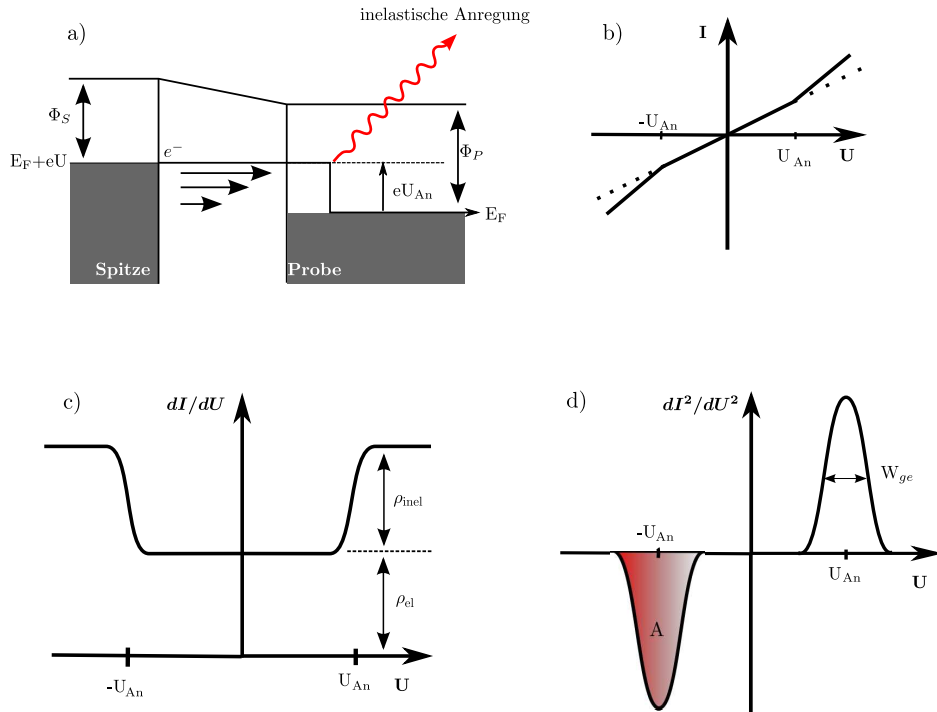 a)
inelastische Anregung
Φ_S
E_F+eU
e⁻
Φ_P
eU_An
E_F
Spitze
Probe
b)
I
-U_An
U_An
U
c)
dI/dU
ρ_inel
ρ_el
-U_An
U_An
U
d)
dI²/dU²
W_ge
-U_An
U_An
U
A